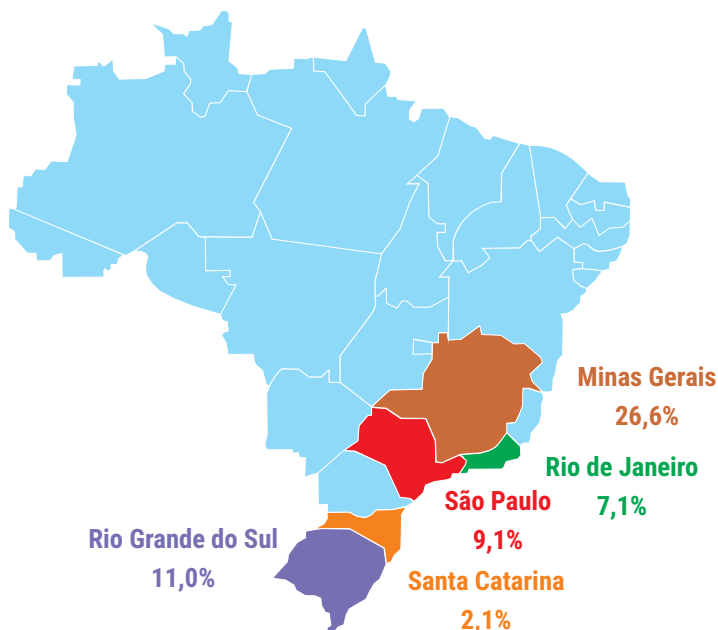 Minas Gerais
26,6%
Rio de Janeiro
7,1%
São Paulo
9,1%
Rio Grande do Sul
11,0%
Santa Catarina
2,1%